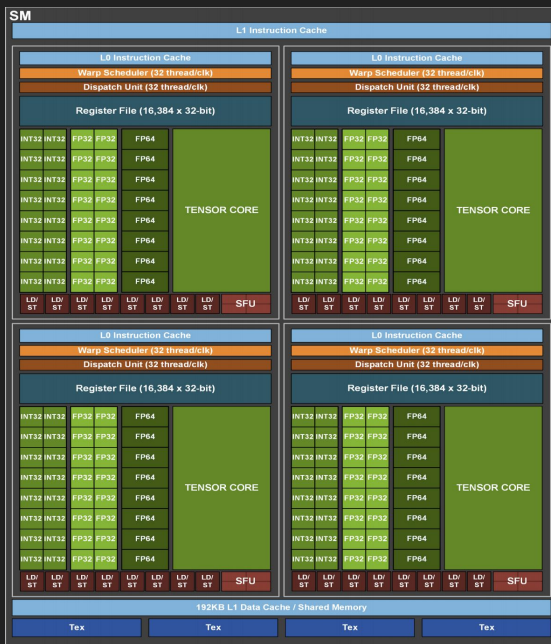 SM
L1 Instruction Cache
L0 Instruction Cache
Warp Scheduler (32 thread/clk)
Dispatch Unit (32 thread/clk)
Register File (16,384 x 32-bit)
INT32 INT32 FP32 FP32 FP64
INT32 INT32 FP32 FP32 FP64
INT32 INT32 FP32 FP32 FP64
INT32 INT32 FP32 FP32 FP64
INT32 INT32 FP32 FP32 FP64
INT32 INT32 FP32 FP32 FP64
INT32 INT32 FP32 FP32 FP64
INT32 INT32 FP32 FP32 FP64
TENSOR CORE
LD/ LD/ LD/ LD/ LD/ LD/ LD/ LD/
ST ST ST ST ST ST ST ST
SFU
L0 Instruction Cache
Warp Scheduler (32 thread/clk)
Dispatch Unit (32 thread/clk)
Register File (16,384 x 32-bit)
INT32 INT32 FP32 FP32 FP64
INT32 INT32 FP32 FP32 FP64
INT32 INT32 FP32 FP32 FP64
INT32 INT32 FP32 FP32 FP64
INT32 INT32 FP32 FP32 FP64
INT32 INT32 FP32 FP32 FP64
INT32 INT32 FP32 FP32 FP64
INT32 INT32 FP32 FP32 FP64
TENSOR CORE
LD/ LD/ LD/ LD/ LD/ LD/ LD/ LD/
ST ST ST ST ST ST ST ST
SFU
L0 Instruction Cache
Warp Scheduler (32 thread/clk)
Dispatch Unit (32 thread/clk)
Register File (16,384 x 32-bit)
INT32 INT32 FP32 FP32 FP64
INT32 INT32 FP32 FP32 FP64
INT32 INT32 FP32 FP32 FP64
INT32 INT32 FP32 FP32 FP64
INT32 INT32 FP32 FP32 FP64
INT32 INT32 FP32 FP32 FP64
INT32 INT32 FP32 FP32 FP64
INT32 INT32 FP32 FP32 FP64
TENSOR CORE
LD/ LD/ LD/ LD/ LD/ LD/ LD/ LD/
ST ST ST ST ST ST ST ST
SFU
L0 Instruction Cache
Warp Scheduler (32 thread/clk)
Dispatch Unit (32 thread/clk)
Register File (16,384 x 32-bit)
INT32 INT32 FP32 FP32 FP64
INT32 INT32 FP32 FP32 FP64
INT32 INT32 FP32 FP32 FP64
INT32 INT32 FP32 FP32 FP64
INT32 INT32 FP32 FP32 FP64
INT32 INT32 FP32 FP32 FP64
INT32 INT32 FP32 FP32 FP64
INT32 INT32 FP32 FP32 FP64
TENSOR CORE
LD/ LD/ LD/ LD/ LD/ LD/ LD/ LD/
ST ST ST ST ST ST ST ST
SFU
192KB L1 Data Cache / Shared Memory
Tex Tex Tex Tex